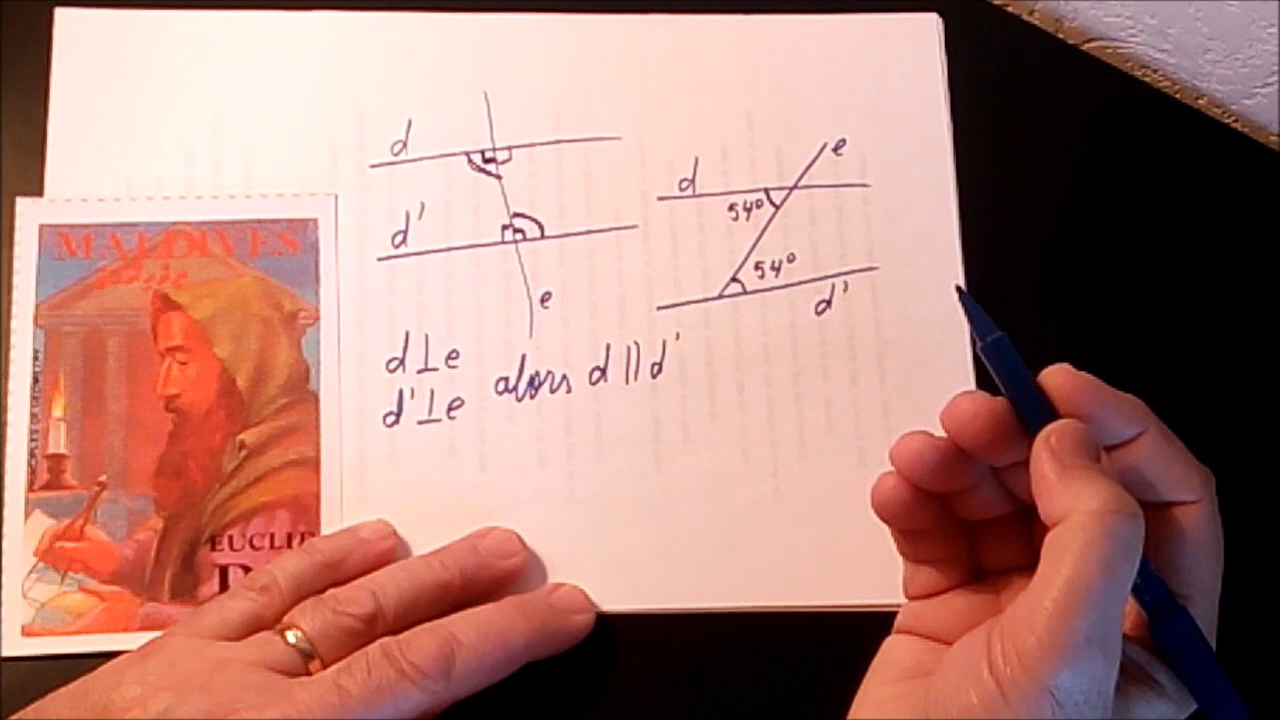 d
d'
e
d⊥e
d'⊥e
alors d || d'
d
e
54°
54°
d'
MALDIVES
EUCLID